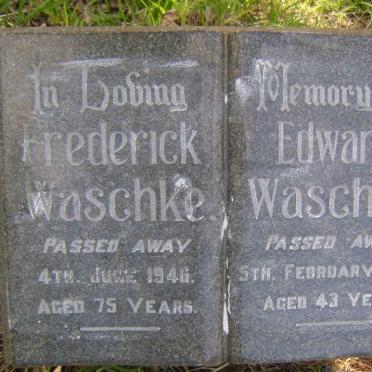 In Loving
Frederick
Waschke.
PASSED AWAY
4TH. JUNE 1946.
AGED 75 YEARS.
Memory
Edwar
Wasch
PASSED AW
5TH. FEBRUARY
AGED 43 YE